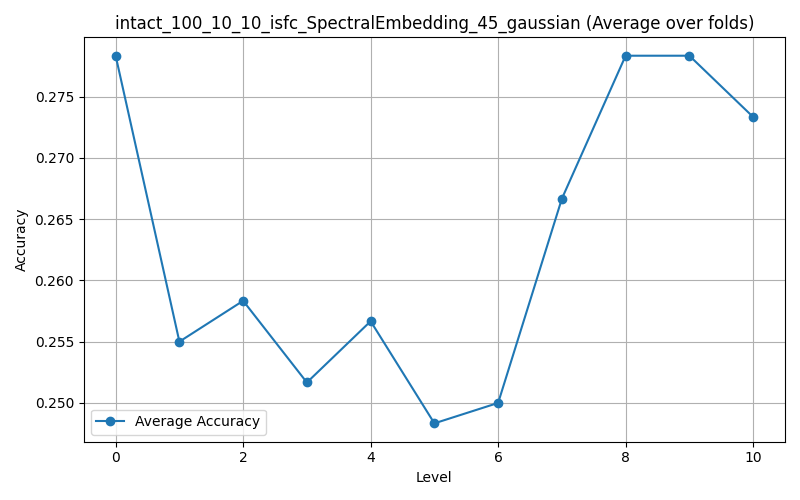 intact_100_10_10_isfc_SpectralEmbedding_45_gaussian (Average over folds)
0.275
0.270
0.265
0.260
0.255
0.250
Accuracy
Average Accuracy
0 2 4 6 8 10
Level